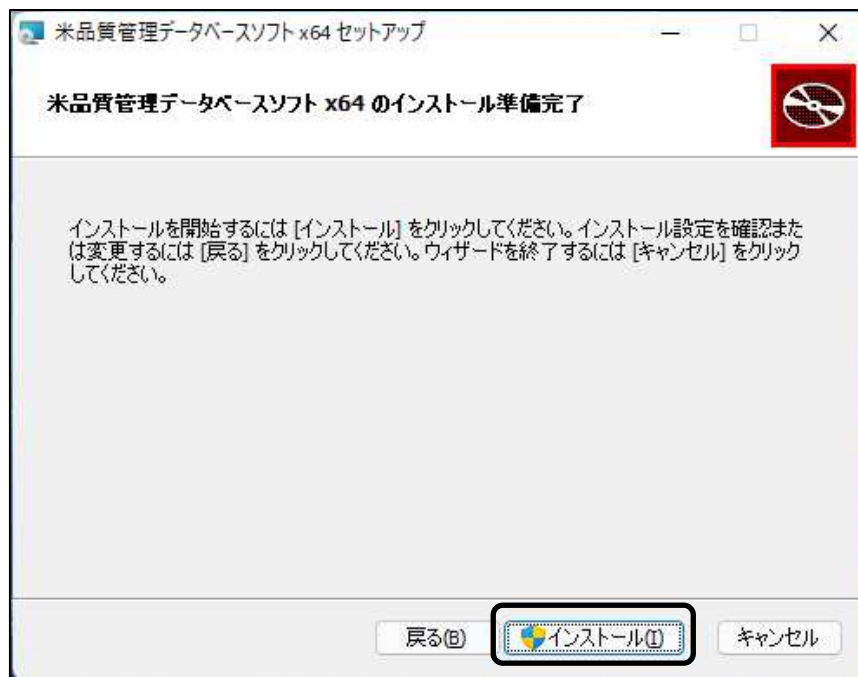 米品質管理データベースソフト x64 セットアップ
米品質管理データベースソフト x64 のインストール準備完了
インストールを開始するには [インストール] をクリックしてください。インストール設定を確認また
は変更するには [戻る] をクリックしてください。ウィザードを終了するには [キャンセル] をクリック
してください。
戻る(B)
インストール(I)
キャンセル